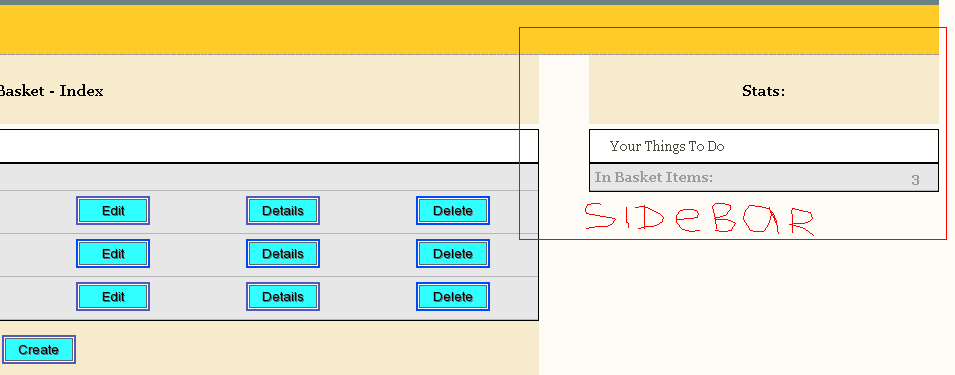 Basket - Index
Stats:
Your Things To Do
In Basket Items: 3
SIDeBAR
Edit Details Delete
Edit Details Delete
Edit Details Delete
Create